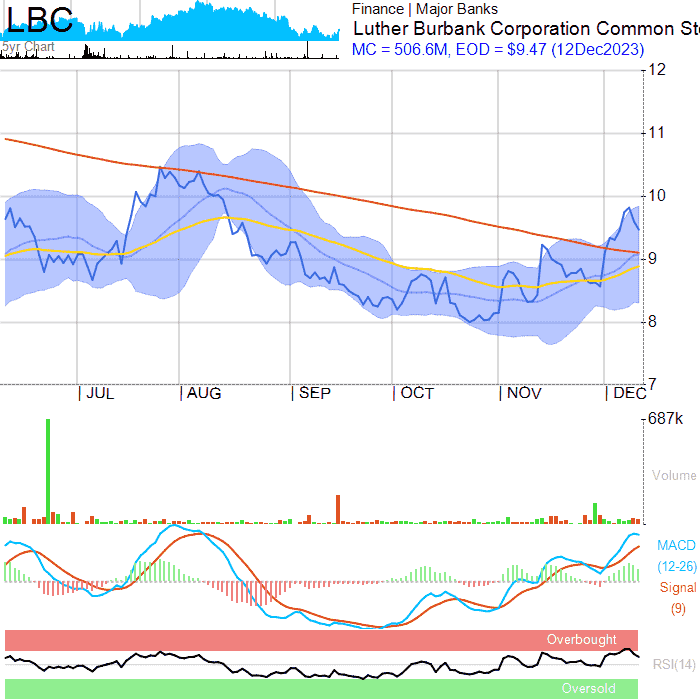 LBC
5yr Chart
Finance | Major Banks
Luther Burbank Corporation Common Sto
MC = 506.6M, EOD = $9.47 (12Dec2023)
12
11
10
9
8
7
JUL AUG SEP OCT NOV DEC
687k
Volume
MACD
(12-26)
Signal
(9)
Overbought
RSI(14)
Oversold